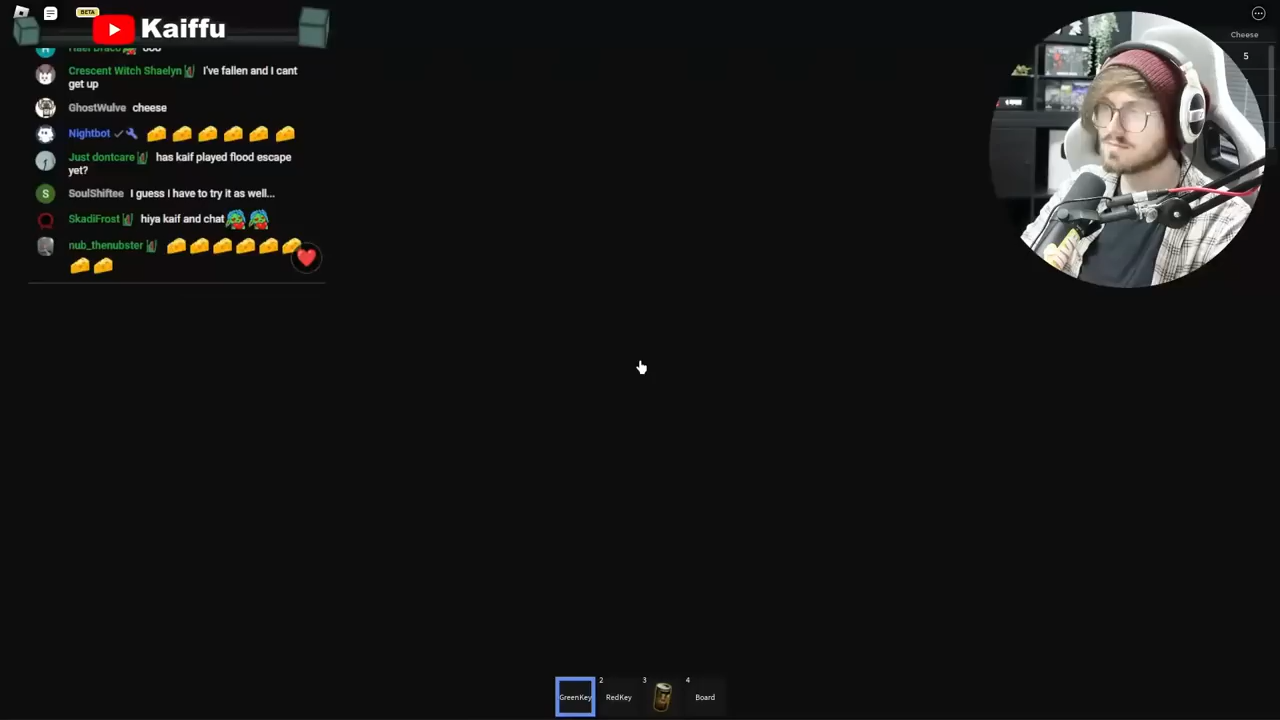 BETA
Kaiffu
Cheese
5
Crescent Witch Shaelyn I've fallen and I cant
get up
GhostWulve cheese
Nightbot
Just dontcare has kaif played flood escape
yet?
SoulShiftee I guess I have to try it as well...
S
SkadiFrost hiya kaif and chat
nub_thenubster
GreenKey
2 RedKey
3
4 Board